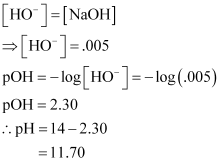 [HO⁻] = [NaOH]
⇒ [HO⁻] = .005
pOH = −log[HO⁻] = −log(.005)
pOH = 2.30
∴ pH = 14 − 2.30
= 11.70